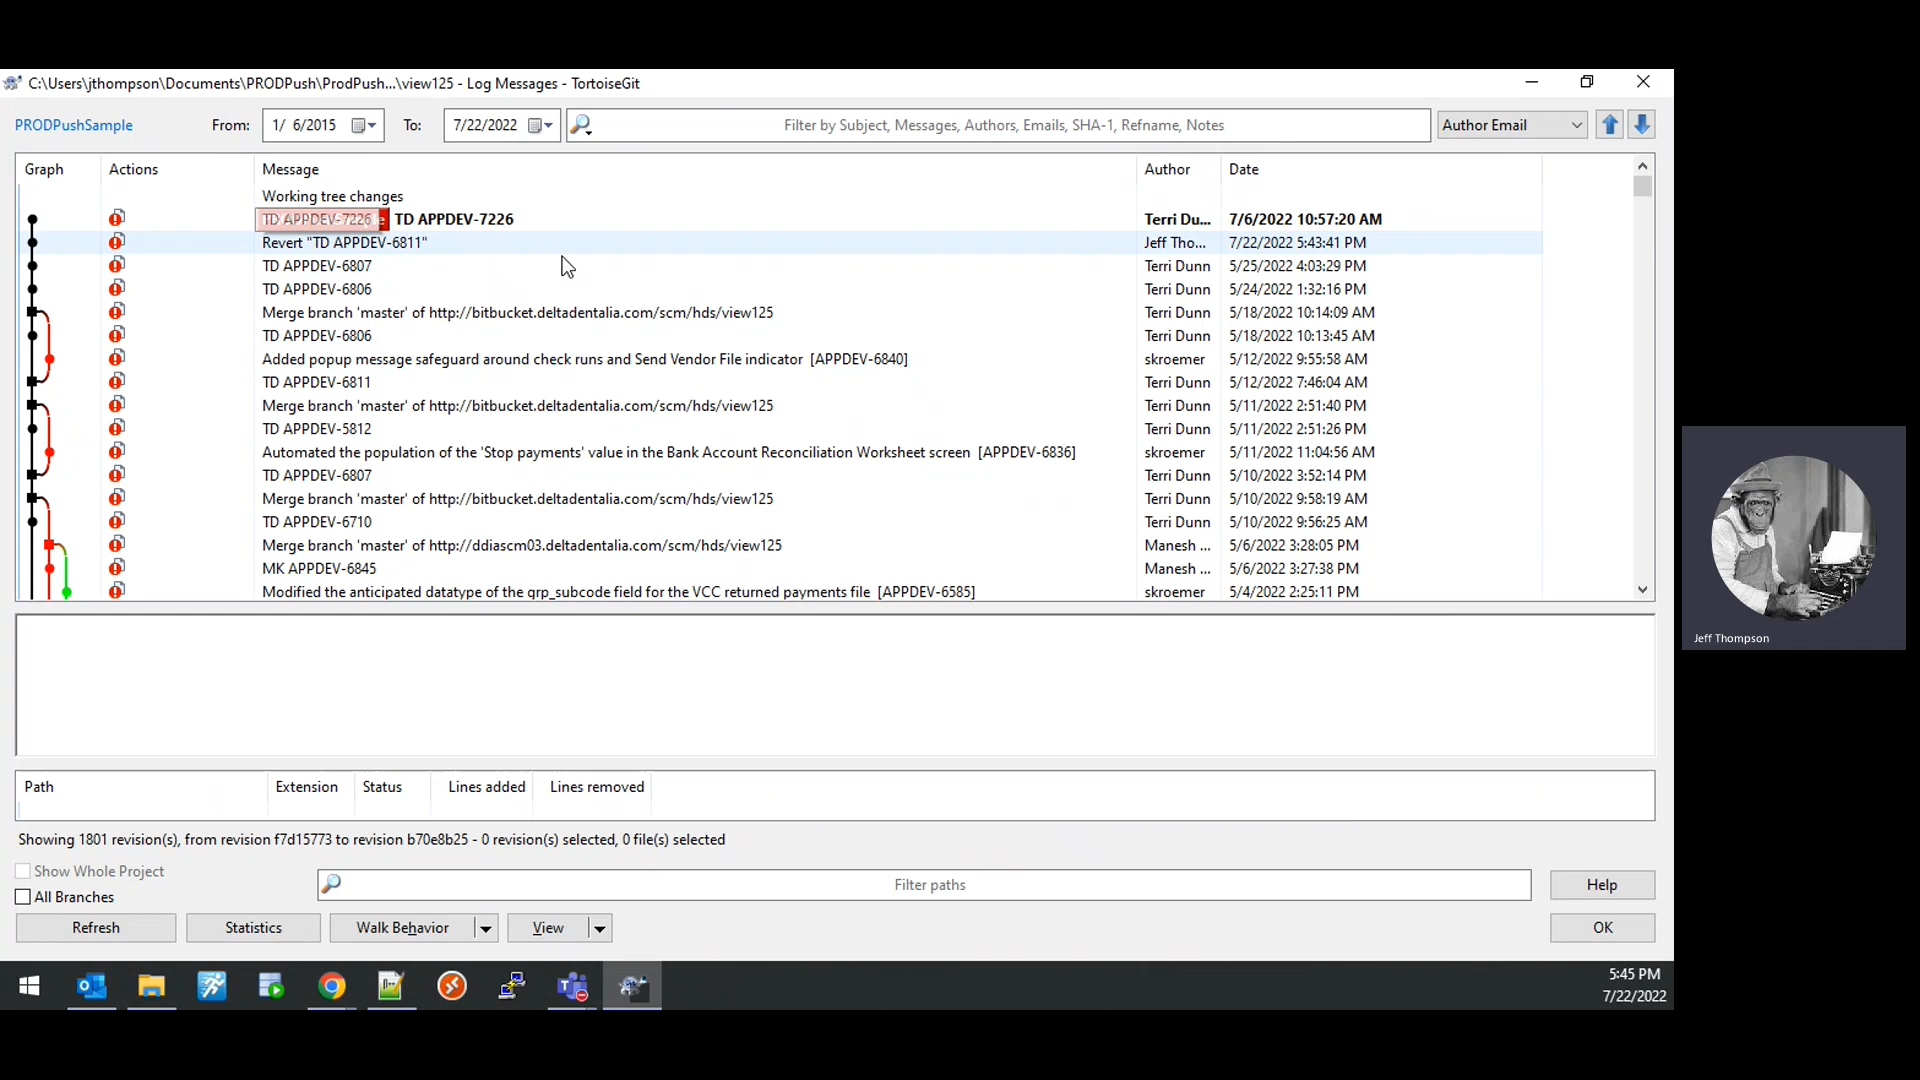 C:\Users\jthompson\Documents\PRODPush\ProdPush...\view125 - Log Messages - TortoiseGit
PRODPushSample From: 1/ 6/2015 To: 7/22/2022 Filter by Subject, Messages, Authors, Emails, SHA-1, Refname, Notes Author Email
Graph Actions Message Author Date
Working tree changes
TD APPDEV-7226 TD APPDEV-7226 Terri Du... 7/6/2022 10:57:20 AM
Revert "TD APPDEV-6811" Jeff Tho... 7/22/2022 5:43:41 PM
TD APPDEV-6807 Terri Dunn 5/25/2022 4:03:29 PM
TD APPDEV-6806 Terri Dunn 5/24/2022 1:32:16 PM
Merge branch 'master' of http://bitbucket.deltadentalia.com/scm/hds/view125 Terri Dunn 5/18/2022 10:14:09 AM
TD APPDEV-6806 Terri Dunn 5/18/2022 10:13:45 AM
Added popup message safeguard around check runs and Send Vendor File indicator [APPDEV-6840] skroemer 5/12/2022 9:55:58 AM
TD APPDEV-6811 Terri Dunn 5/12/2022 7:46:04 AM
Merge branch 'master' of http://bitbucket.deltadentalia.com/scm/hds/view125 Terri Dunn 5/11/2022 2:51:40 PM
TD APPDEV-5812 Terri Dunn 5/11/2022 2:51:26 PM
Automated the population of the 'Stop payments' value in the Bank Account Reconciliation Worksheet screen [APPDEV-6836] skroemer 5/11/2022 11:04:56 AM
TD APPDEV-6807 Terri Dunn 5/10/2022 3:52:14 PM
Merge branch 'master' of http://bitbucket.deltadentalia.com/scm/hds/view125 Terri Dunn 5/10/2022 9:58:19 AM
TD APPDEV-6710 Terri Dunn 5/10/2022 9:56:25 AM
Merge branch 'master' of http://ddiascm03.deltadentalia.com/scm/hds/view125 Manesh ... 5/6/2022 3:28:05 PM
MK APPDEV-6845 Manesh ... 5/6/2022 3:27:38 PM
Modified the anticipated datatype of the grp_subcode field for the VCC returned payments file [APPDEV-6585] skroemer 5/4/2022 2:25:11 PM
Jeff Thompson
Path Extension Status Lines added Lines removed
Showing 1801 revision(s), from revision f7d15773 to revision b70e8b25 - 0 revision(s) selected, 0 file(s) selected
Show Whole Project
All Branches Filter paths Help
Refresh Statistics Walk Behavior View OK
5:45 PM
7/22/2022